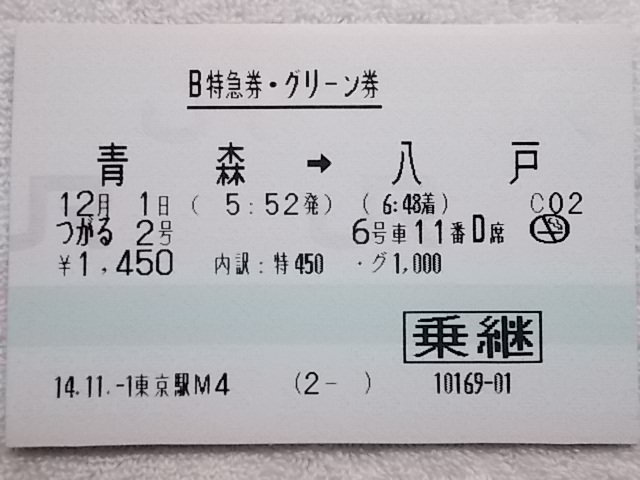 B特急券・グリーン券
青 森 ➡ 八 戸
12月 1日 ( 5:52発) (6:48着) C02
つがる 2号 6号車11番D席
¥1,450 内訳:特450 ・グ1,000
乗継
14.11.-1東京駅M4 (2- ) 10169-01